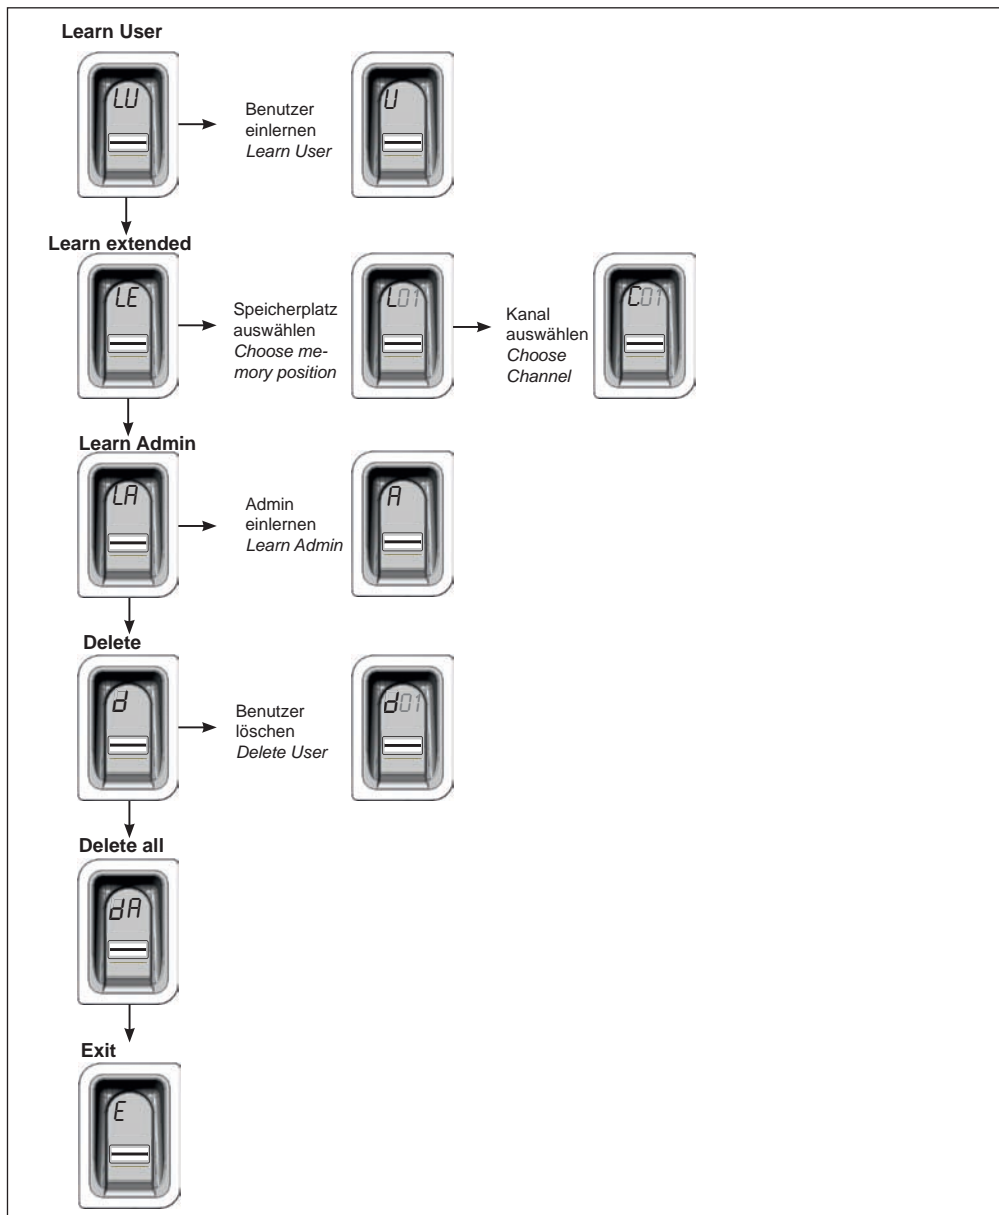 Learn User
LU
Benutzer
einlernen
Learn User
U
Learn extended
LE
Speicherplatz
auswählen
Choose me-
mory position
L01
Kanal
auswählen
Choose
Channel
C01
Learn Admin
LA
Admin
einlernen
Learn Admin
A
Delete
d
Benutzer
löschen
Delete User
d01
Delete all
dA
Exit
E